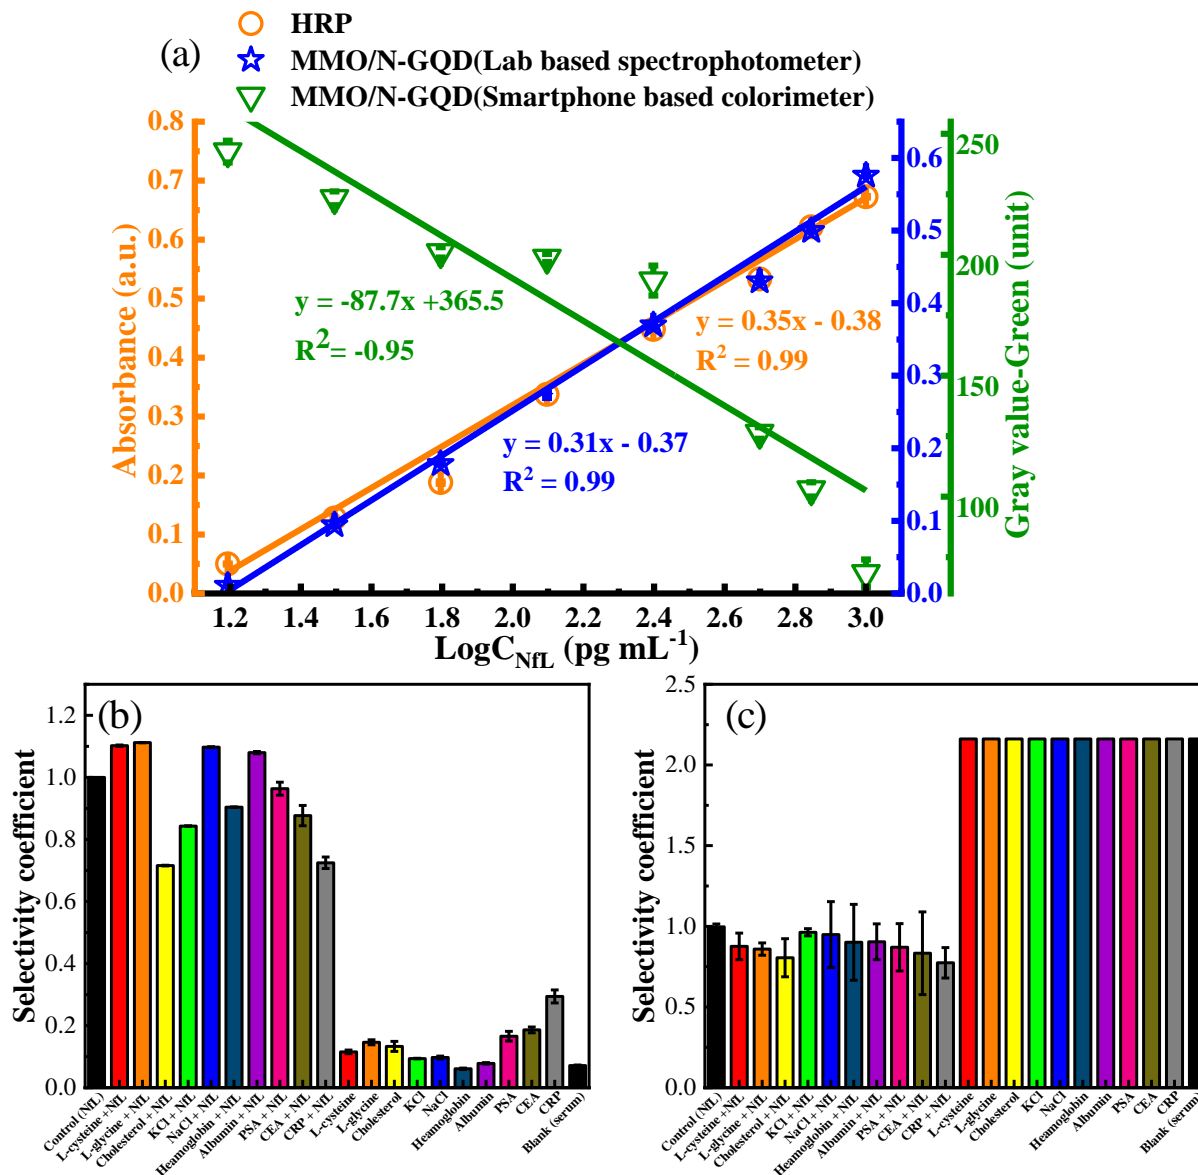 HRP
(a)
MMO/N-GQD(Lab based spectrophotometer)
MMO/N-GQD(Smartphone based colorimeter)
0.8
0.7
0.6
0.5
0.4
0.3
0.2
0.1
0.0
Absorbance (a.u.)
0.6
0.5
0.4
0.3
0.2
0.1
0.0
250
200
150
100
Gray value-Green (unit)
y = -87.7x +365.5
R² = -0.95
y = 0.35x - 0.38
R² = 0.99
y = 0.31x - 0.37
R² = 0.99
1.2 1.4 1.6 1.8 2.0 2.2 2.4 2.6 2.8 3.0
LogC_NfL (pg mL⁻¹)
(b)
Selectivity coefficient
1.2
1.0
0.8
0.6
0.4
0.2
0.0
Control (NfL)
L-cysteine +NfL
L-glycine + NfL
Cholesterol + NfL
KCl + NfL
NaCl + NfL
Heamoglobin + NfL
Albumin + NfL
PSA + NfL
CEA + NfL
CRP + NfL
L-cysteine
L-glycine
Cholesterol
KCl
NaCl
Heamoglobin
Albumin
PSA
CEA
CRP
Blank (serum)
(c)
Selectivity coefficient
2.5
2.0
1.5
1.0
0.5
0.0
Control (NfL)
L-cysteine +NfL
L-glycine + NfL
Cholesterol + NfL
KCl + NfL
NaCl + NfL
Heamoglobin + NfL
Albumin + NfL
PSA + NfL
CEA + NfL
CRP + NfL
L-cysteine
L-glycine
Cholesterol
KCl
NaCl
Heamoglobin
Albumin
PSA
CEA
CRP
Blank (serum)